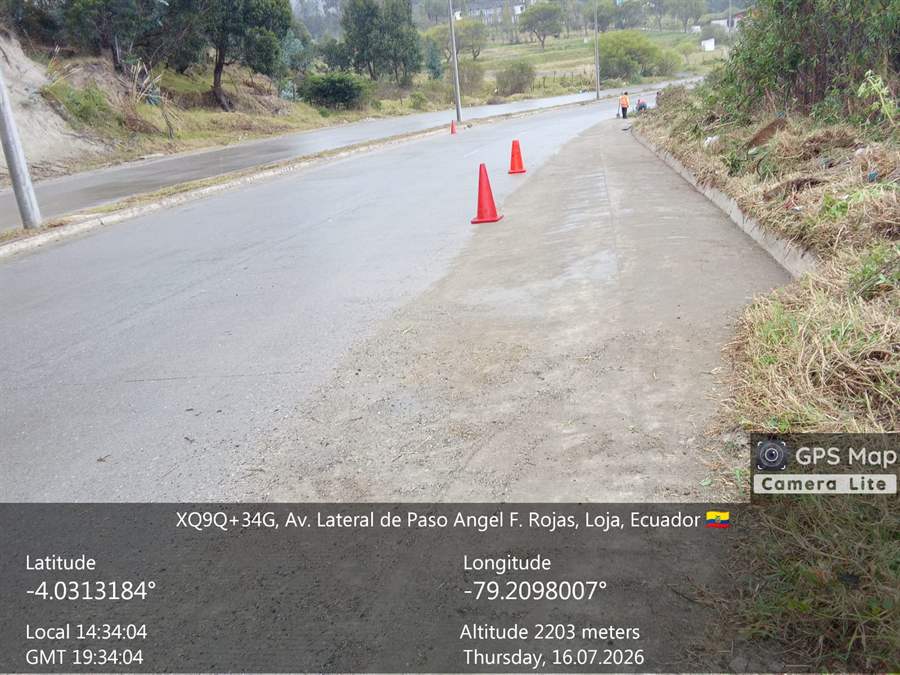 GPS Map
Camera Lite
XQ9Q+34G, Av. Lateral de Paso Angel F. Rojas, Loja, Ecuador 🇪🇨
Latitude
-4.0313184°
Longitude
-79.2098007°
Local 14:34:04
GMT 19:34:04
Altitude 2203 meters
Thursday, 16.07.2026